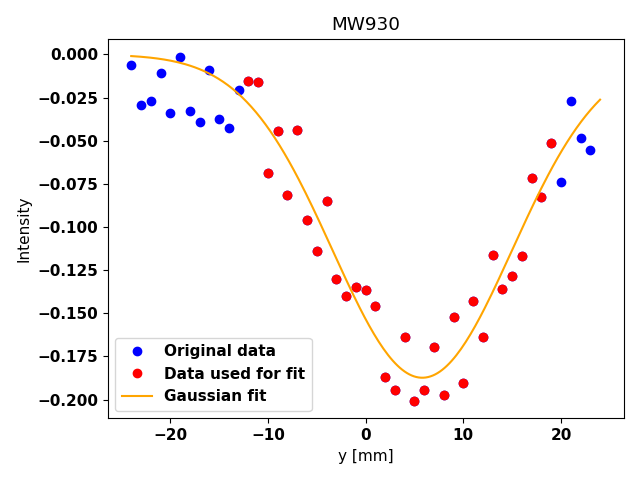 MW930
0.000
−0.025
−0.050
−0.075
−0.100
−0.125
−0.150
−0.175
−0.200
Intensity
Original data
Data used for fit
Gaussian fit
−20
−10
0
10
20
y [mm]